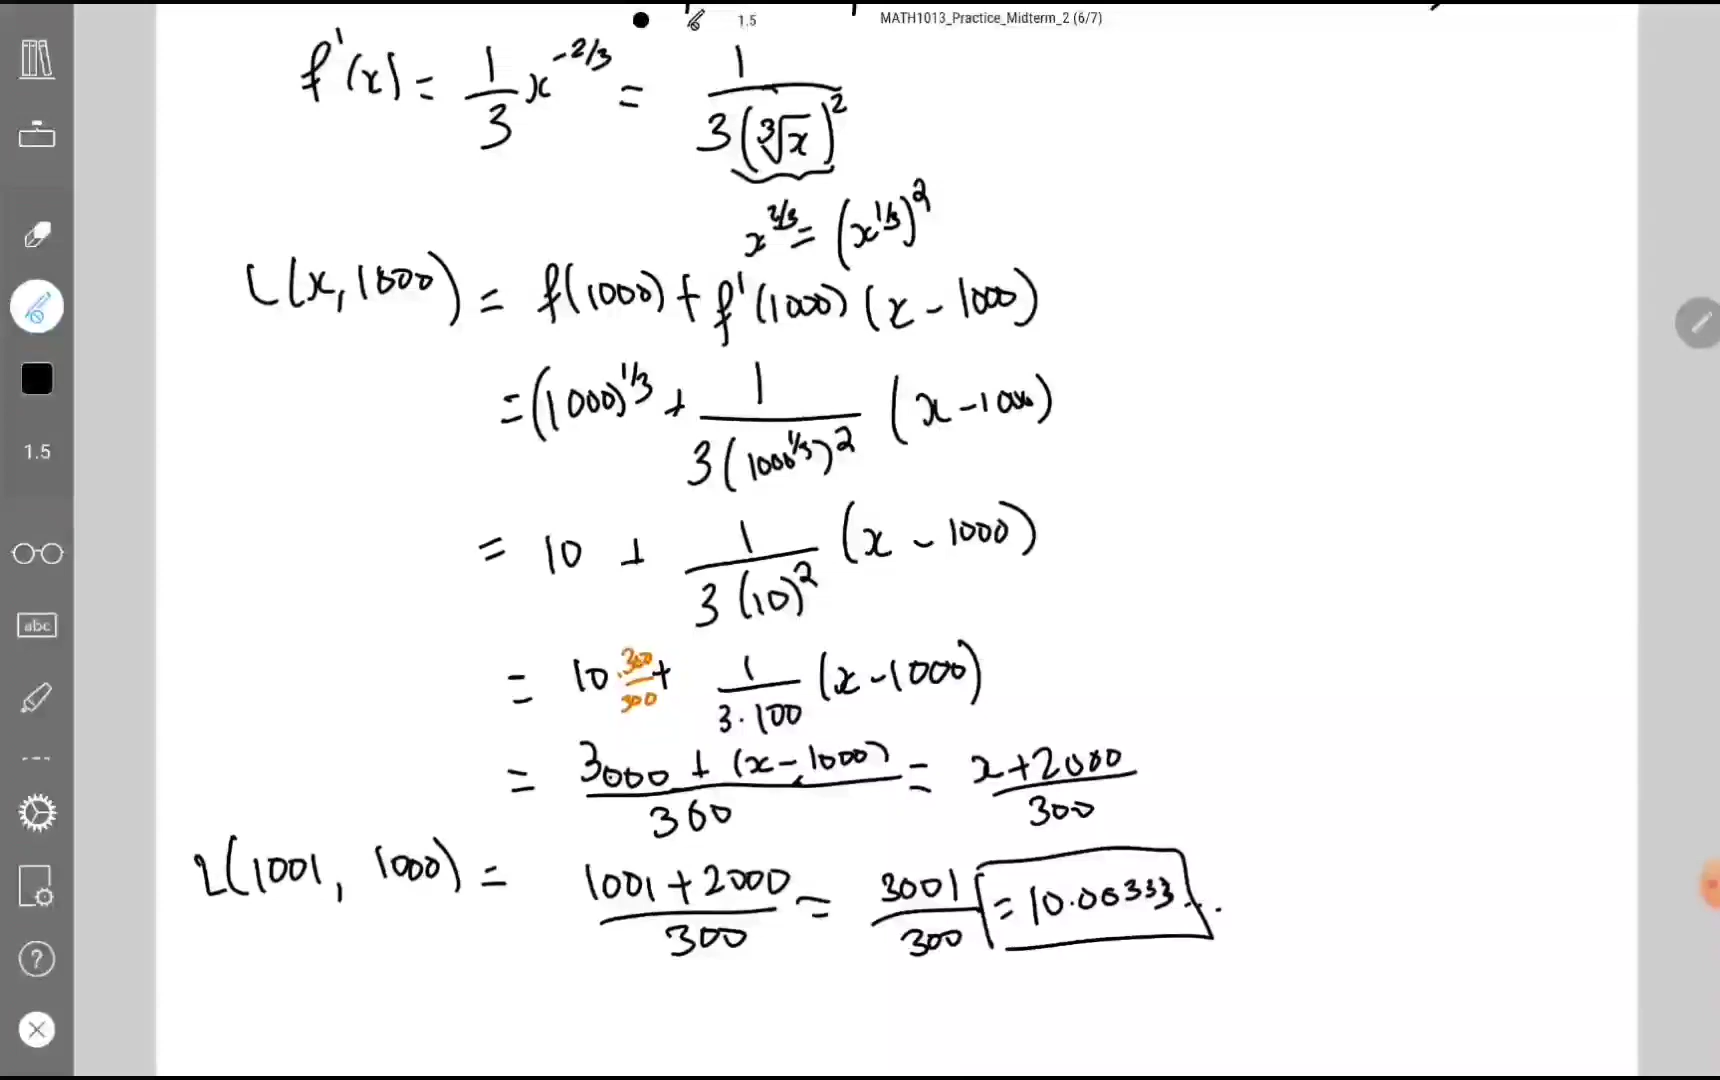 1.5 MATH1013_Practice_Midterm_2 (6/7)
f'(x) = 1/3 x^(-2/3) = 1/(3(∛x)^2)
x^(2/3) = (x^(1/3))^2
L(x, 1000) = f(1000) + f'(1000) (x - 1000)
= (1000)^(1/3) + 1/(3(1000^(1/3))^2) (x - 1000)
= 10 + 1/(3(10)^2) (x - 1000)
1.5
= 10 · 300/300 + 1/(3·100) (x - 1000)
abc
= (3000 + (x - 1000))/300 = (x + 2000)/300
L(1001, 1000) = (1001 + 2000)/300 = 3001/300 = 10.00333...